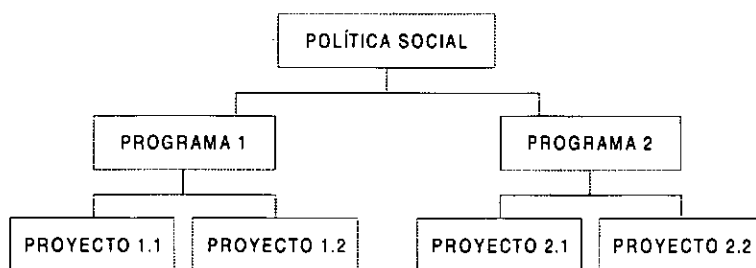 POLÍTICA SOCIAL
PROGRAMA 1
PROGRAMA 2
PROYECTO 1.1
PROYECTO 1.2
PROYECTO 2.1
PROYECTO 2.2